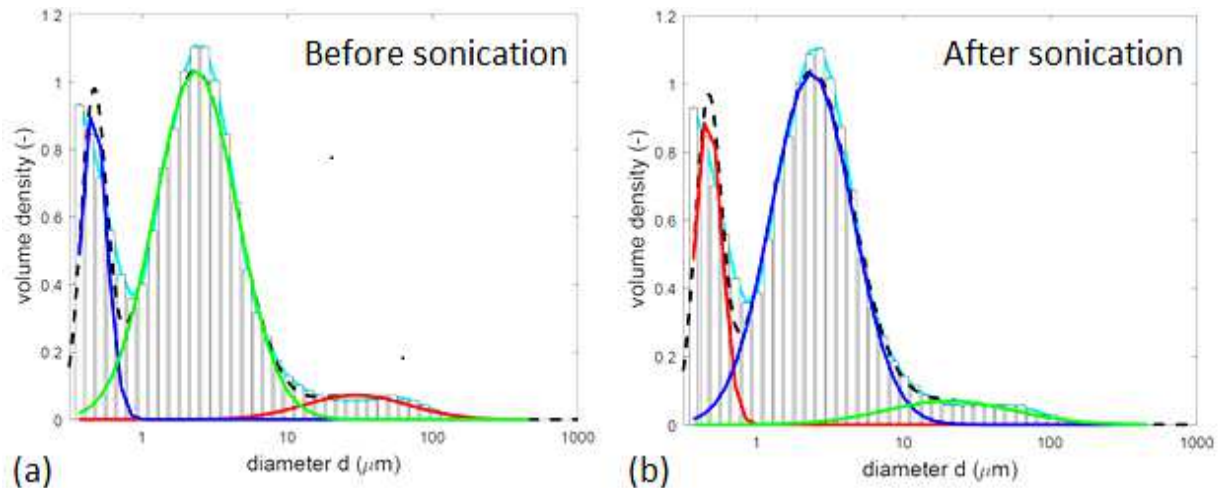 1.2
1
0.8
0.6
0.4
0.2
0
volume density (-)
Before sonication
1
10
100
1000
diameter d (μm)
(a)
1.2
1
0.8
0.6
0.4
0.2
0
volume density (-)
After sonication
1
10
100
1000
diameter d (μm)
(b)